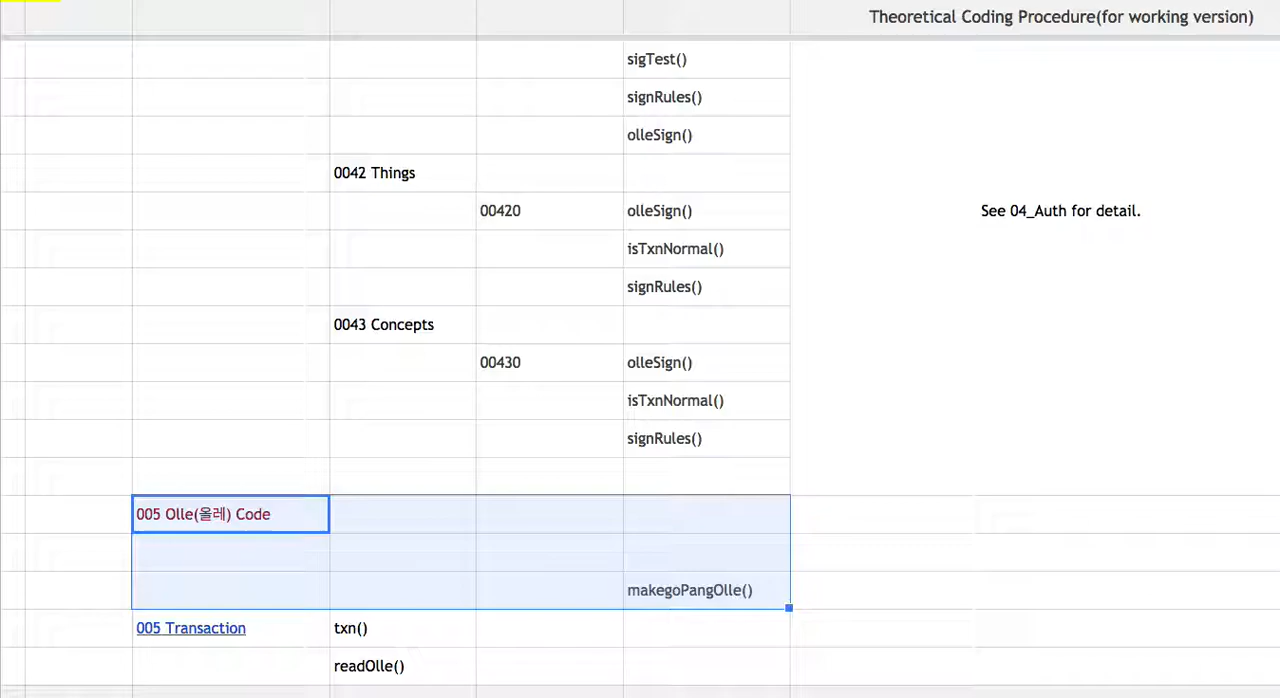 Theoretical Coding Procedure(for working version)
sigTest()
signRules()
olleSign()
0042 Things
00420 olleSign() See 04_Auth for detail.
isTxnNormal()
signRules()
0043 Concepts
00430 olleSign()
isTxnNormal()
signRules()
005 Olle(올레) Code
makegoPangOlle()
005 Transaction txn()
readOlle()